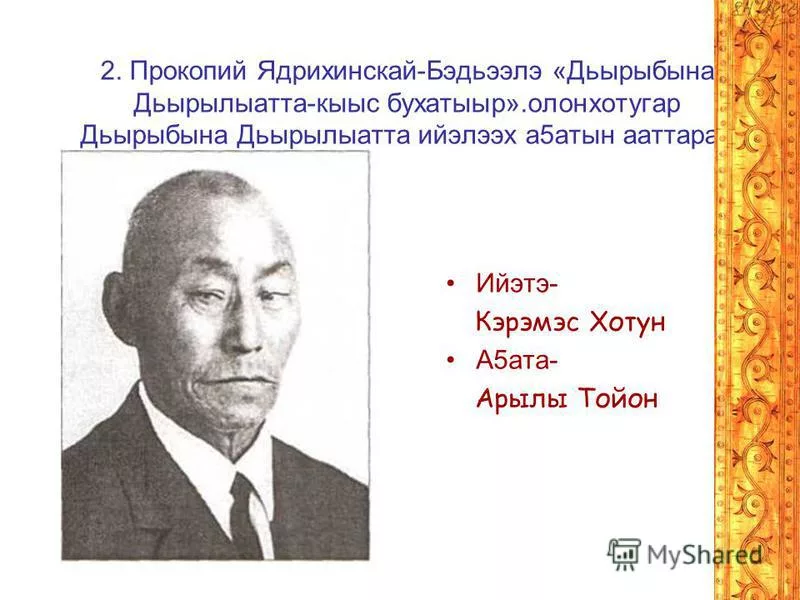 2. Прокопий Ядрихинскай-Бэдьээлэ «Дьырыбына
Дьырылыатта-кыыс бухатыыр».олонхотугар
Дьырыбына Дьырылыатта ийэлээх а5атын ааттара
• Ийэтэ-
Кэрэмэс Хотун
• А5ата-
Арылы Тойон
MyShared